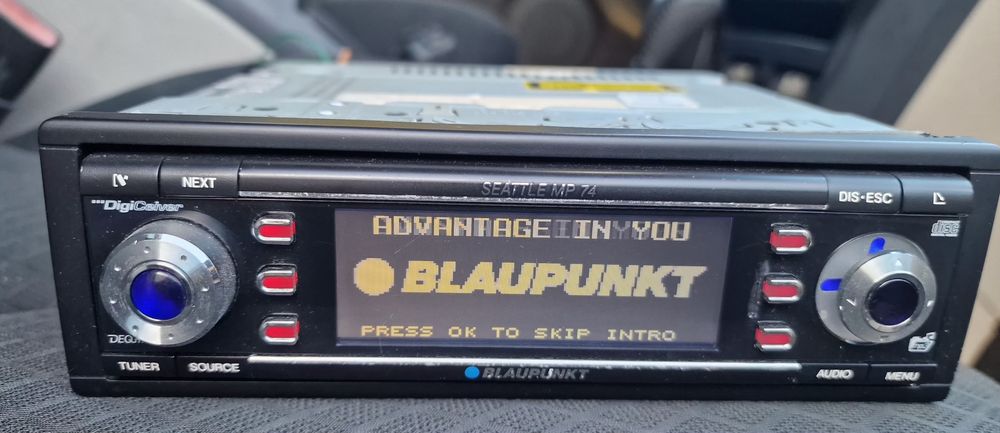 NEXT
SEATTLE MP 74
DIS•ESC
DigiCeiver
ADVANTAGE IN YOU
BLAUPUNKT
PRESS OK TO SKIP INTRO
TUNER
SOURCE
BLAUPUNKT
AUDIO
MENU